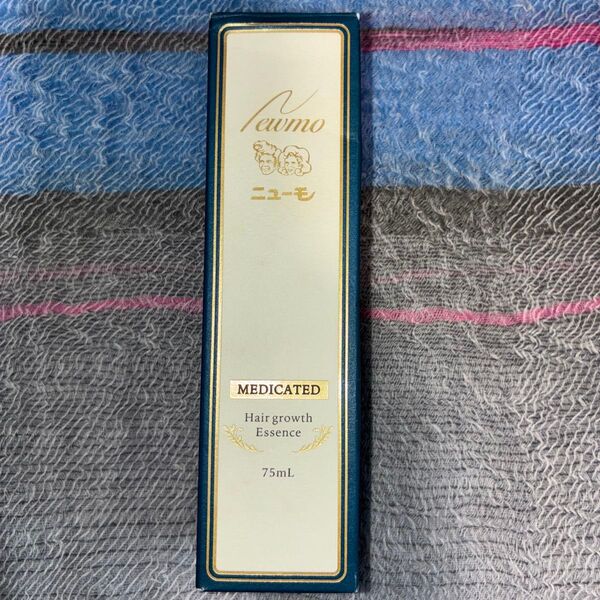 Newmo
ニューモ
MEDICATED
Hair growth
Essence
75mL